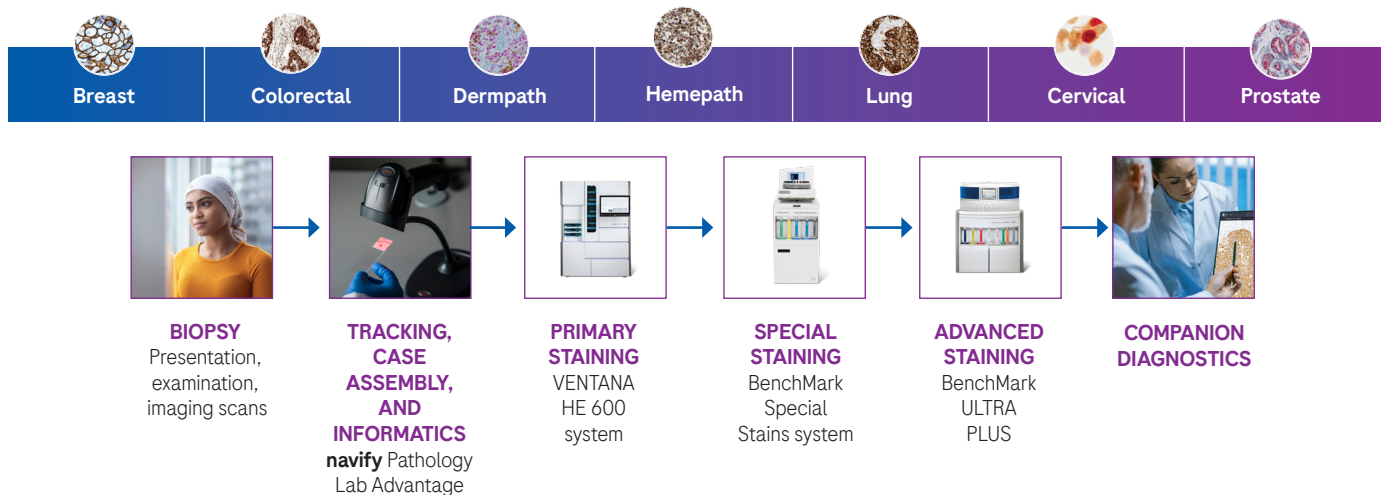 Breast
Colorectal
Dermpath
Hemepath
Lung
Cervical
Prostate
BIOPSY
Presentation,
examination,
imaging scans
TRACKING,
CASE
ASSEMBLY,
AND
INFORMATICS
navify Pathology
Lab Advantage
PRIMARY
STAINING
VENTANA
HE 600
system
SPECIAL
STAINING
BenchMark
Special
Stains system
ADVANCED
STAINING
BenchMark
ULTRA
PLUS
COMPANION
DIAGNOSTICS